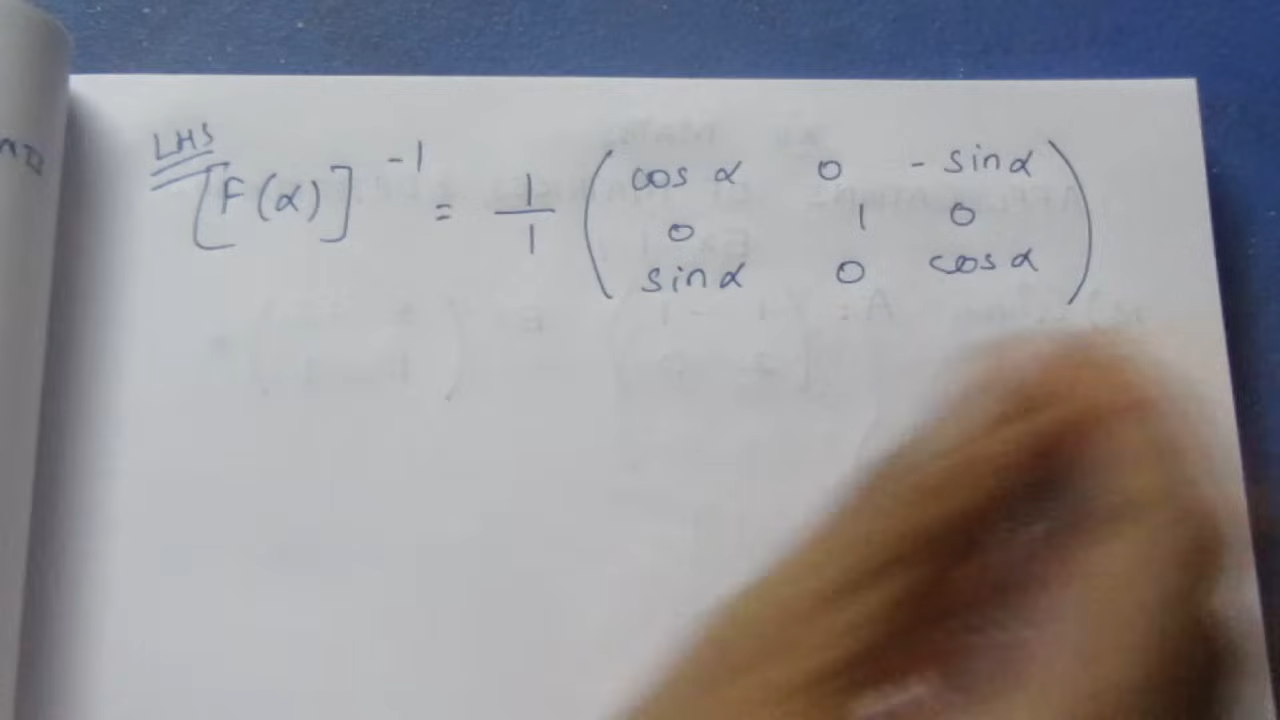 LHS
[F(α)]⁻¹ = 1/1 ( cos α 0 - sin α
0 1 0
sin α 0 cos α )